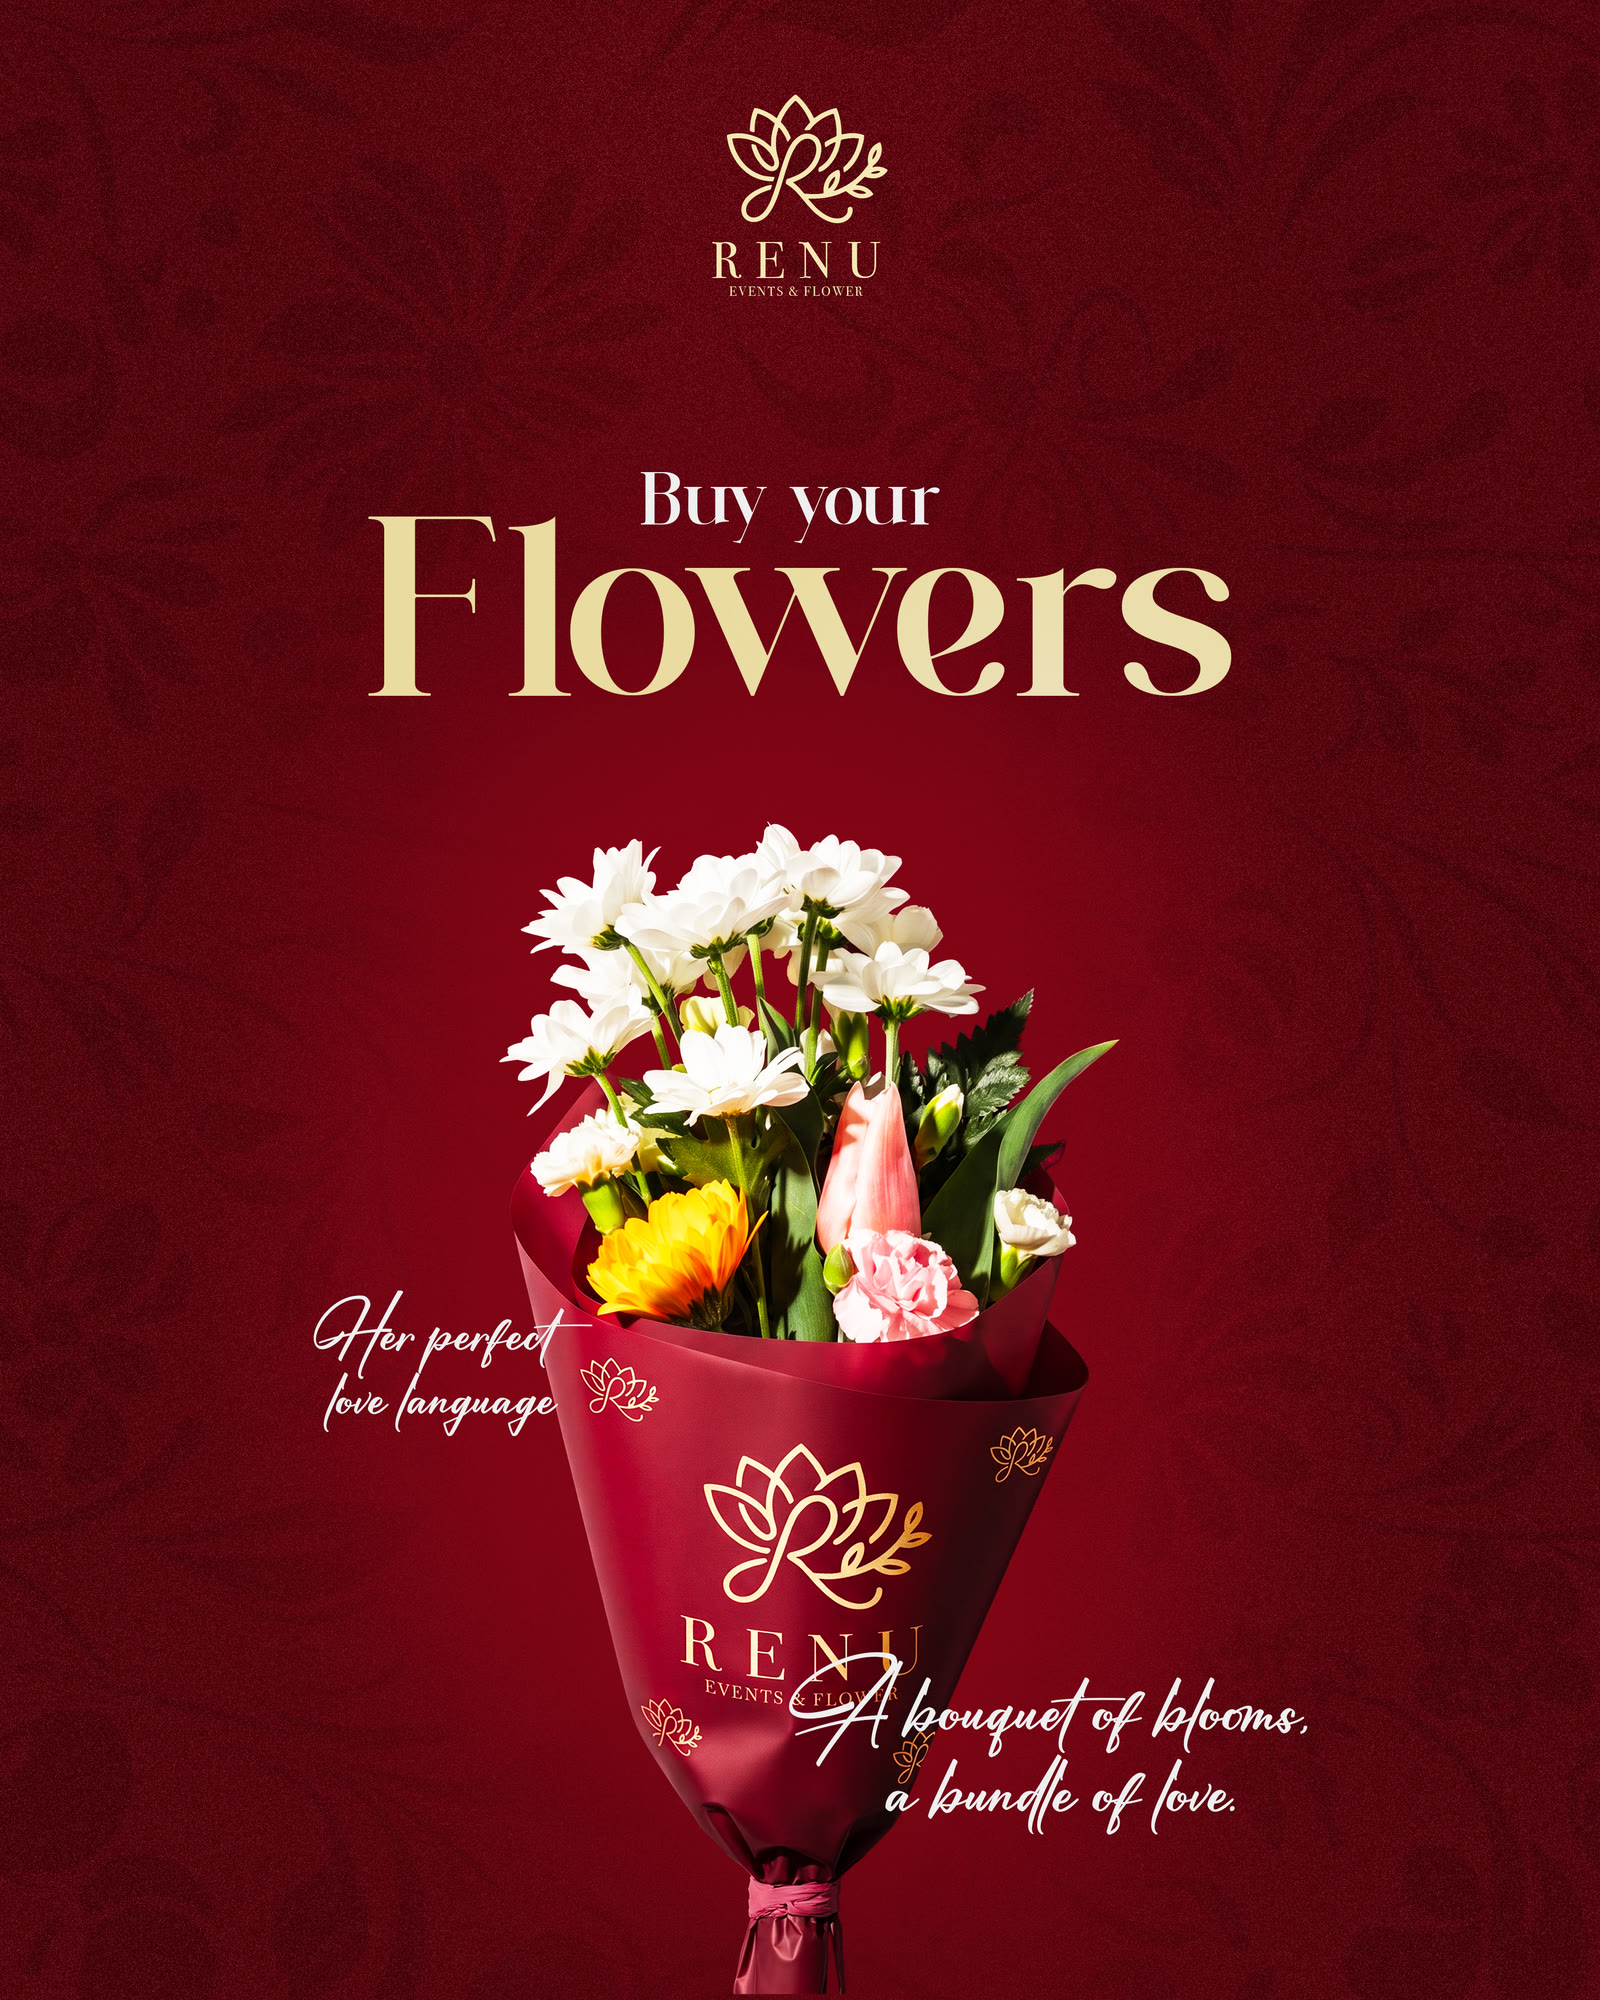 RENU
EVENTS & FLOWER
Buy your
Flowers
Her perfect
love language
RENU
EVENTS & FLOWER
A bouquet of blooms,
a bundle of love.